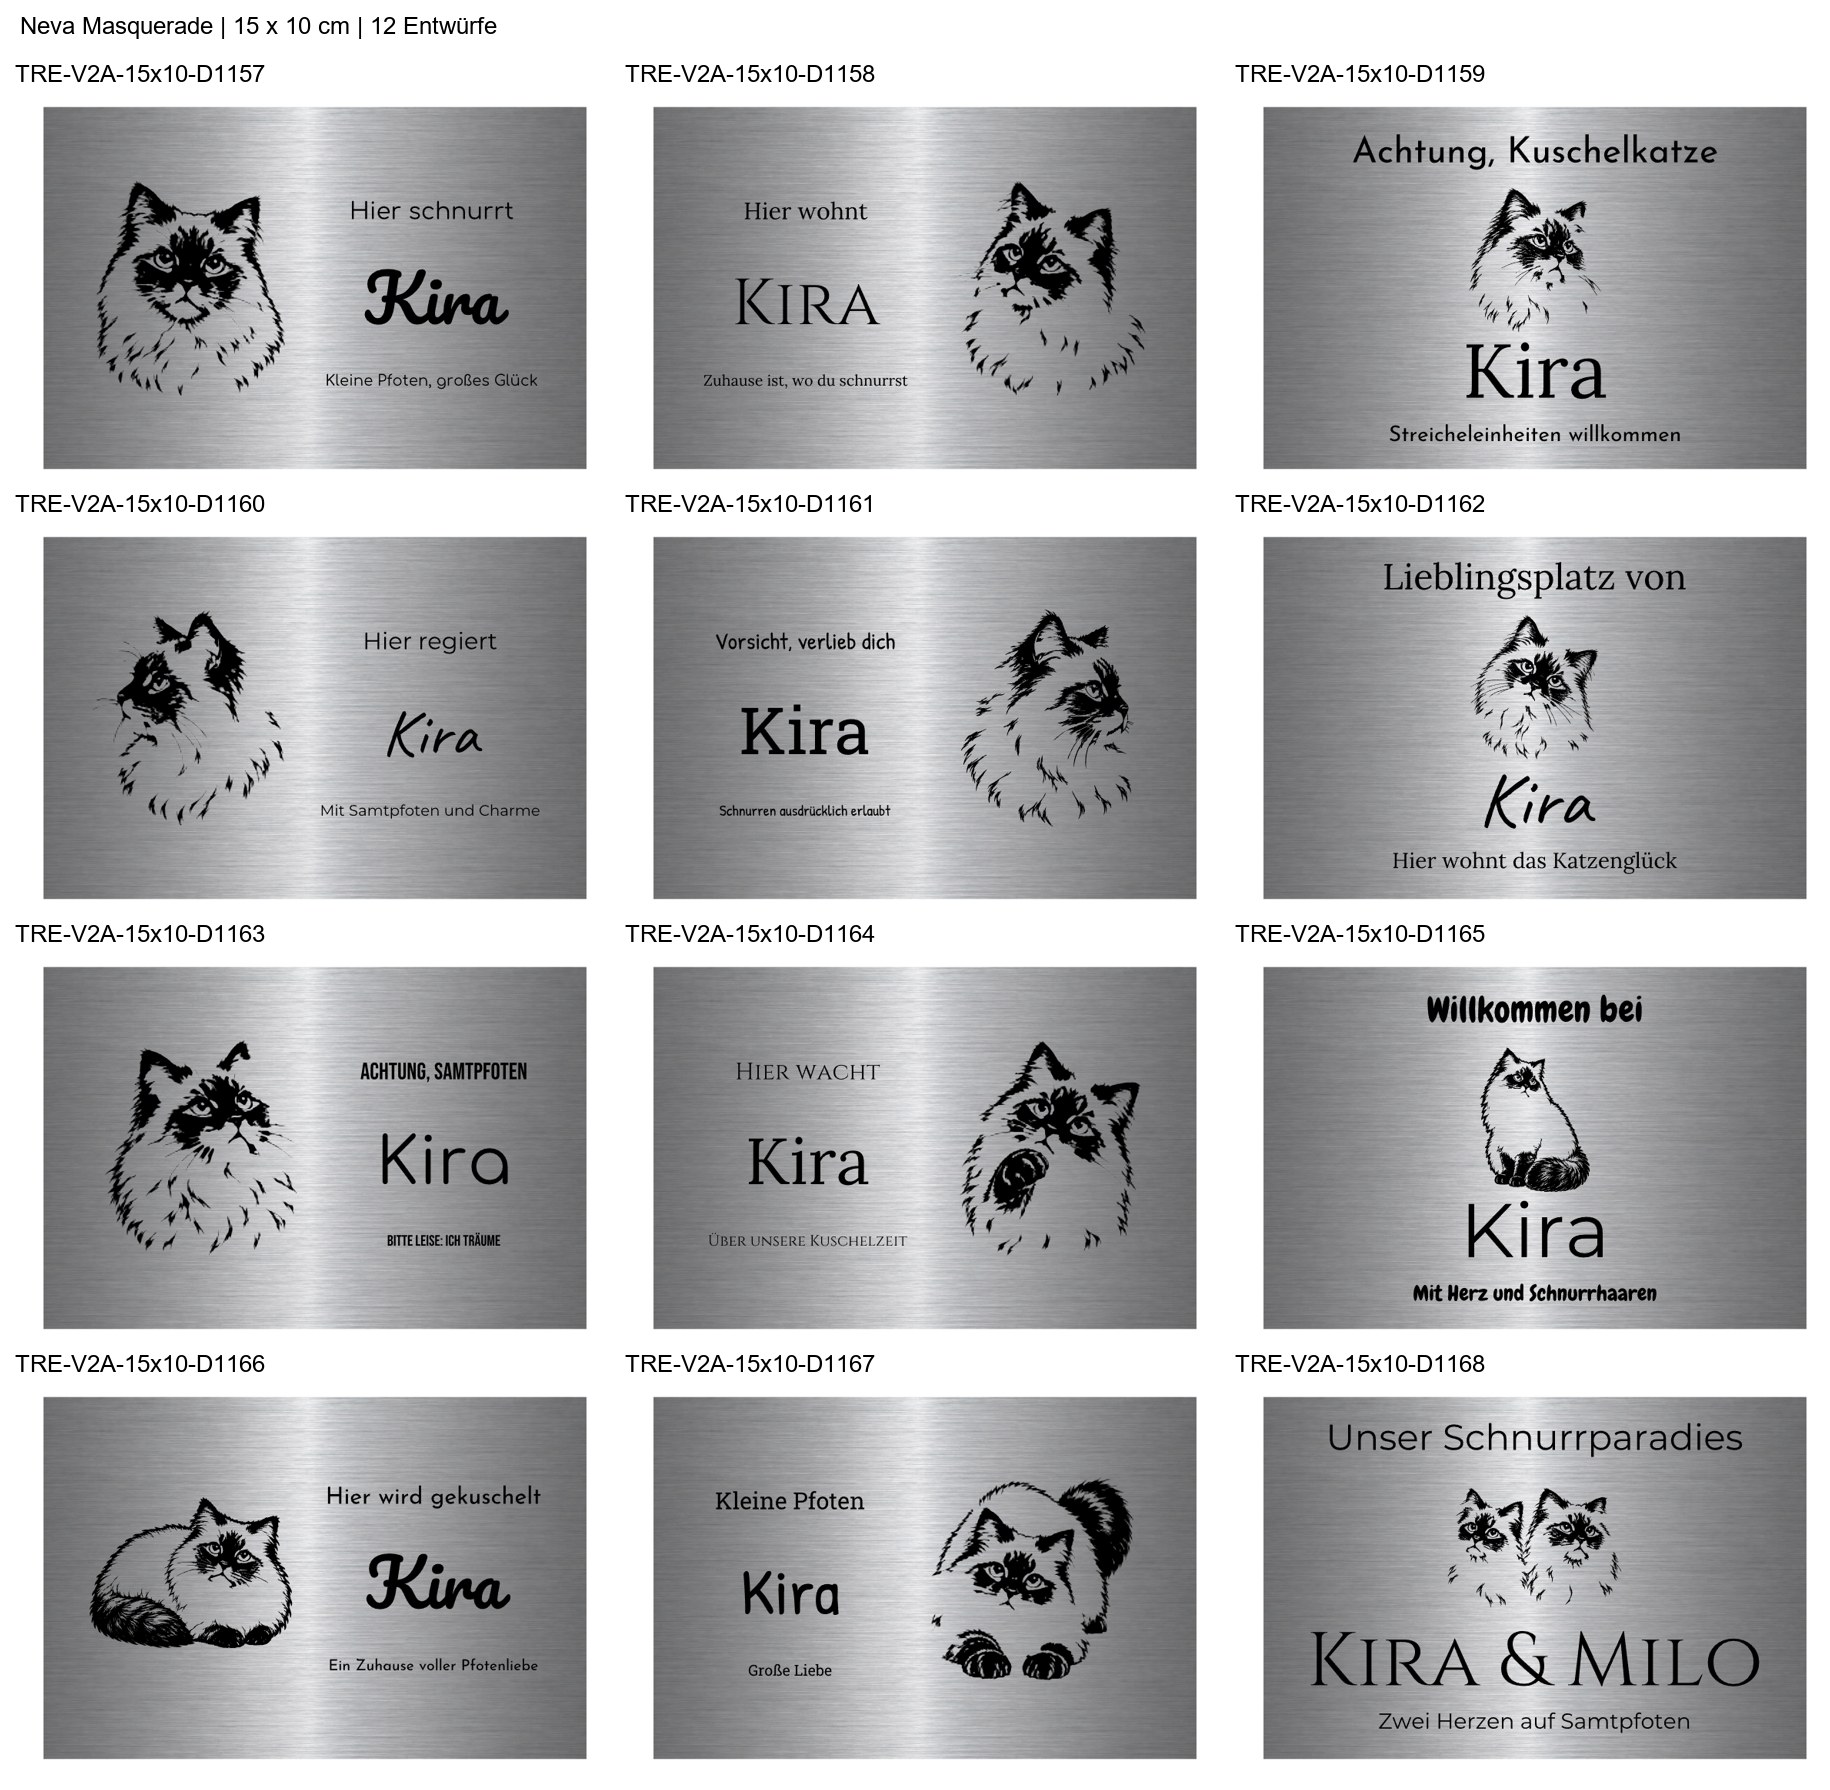 Neva Masquerade | 15 x 10 cm | 12 Entwürfe
TRE-V2A-15x10-D1157
Hier schnurrt
Kira
Kleine Pfoten, großes Glück
TRE-V2A-15x10-D1158
Hier wohnt
KIRA
Zuhause ist, wo du schnurrst
TRE-V2A-15x10-D1159
Achtung, Kuschelkatze
Kira
Streicheleinheiten willkommen
TRE-V2A-15x10-D1160
Hier regiert
Kira
Mit Samtpfoten und Charme
TRE-V2A-15x10-D1161
Vorsicht, verlieb dich
Kira
Schnurren ausdrücklich erlaubt
TRE-V2A-15x10-D1162
Lieblingsplatz von
Kira
Hier wohnt das Katzenglück
TRE-V2A-15x10-D1163
ACHTUNG, SAMTPFOTEN
Kira
BITTE LEISE: ICH TRÄUME
TRE-V2A-15x10-D1164
HIER WACHT
Kira
ÜBER UNSERE KUSCHELZEIT
TRE-V2A-15x10-D1165
Willkommen bei
Kira
Mit Herz und Schnurrhaaren
TRE-V2A-15x10-D1166
Hier wird gekuschelt
Kira
Ein Zuhause voller Pfotenliebe
TRE-V2A-15x10-D1167
Kleine Pfoten
Kira
Große Liebe
TRE-V2A-15x10-D1168
Unser Schnurrparadies
KIRA & MILO
Zwei Herzen auf Samtpfoten